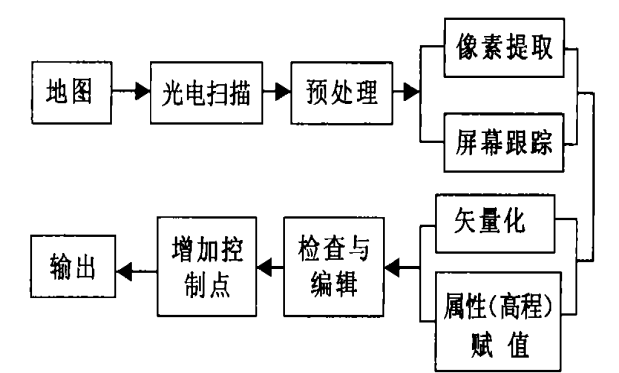 地图
光电扫描
预处理
像素提取
屏幕跟踪
矢量化
属性(高程)
赋 值
检查与
编辑
增加控
制点
输出